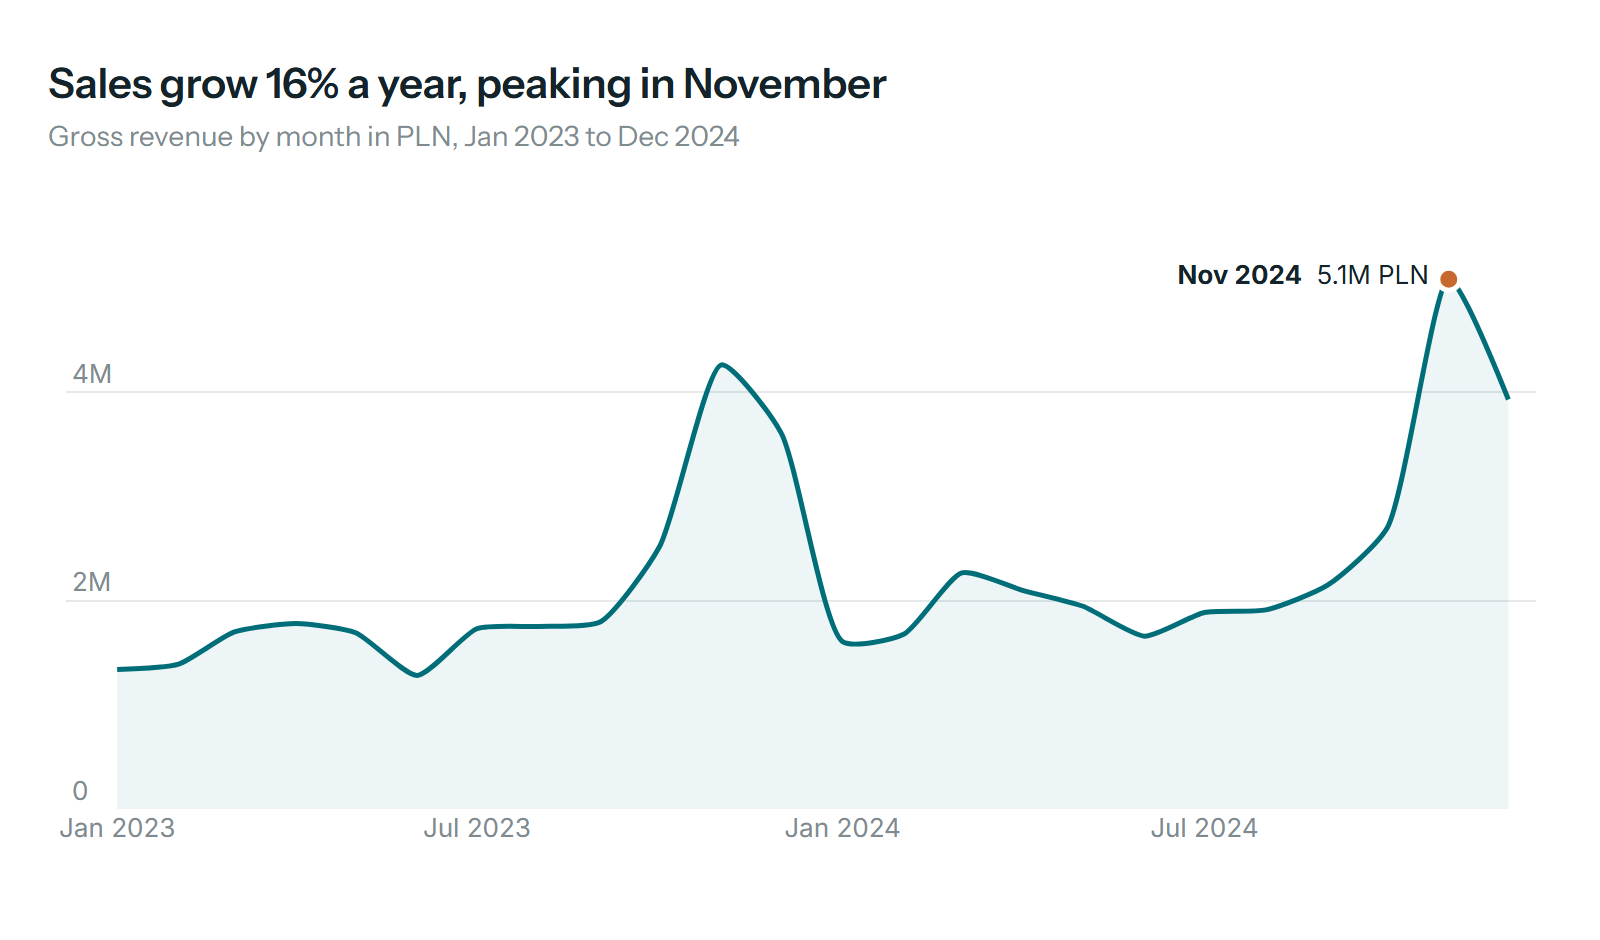 Sales grow 16% a year, peaking in November
Gross revenue by month in PLN, Jan 2023 to Dec 2024
Nov 2024 5.1M PLN
4M
2M
0
Jan 2023 Jul 2023 Jan 2024 Jul 2024